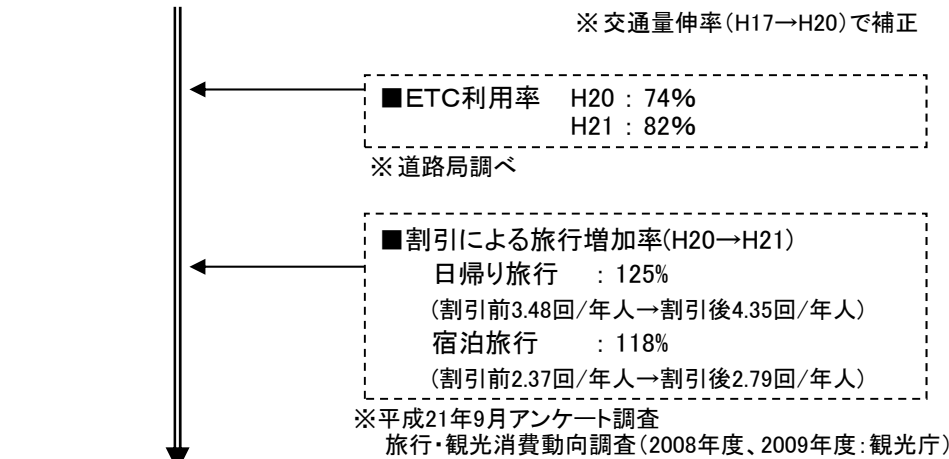 ※交通量伸率(H17→H20)で補正
■ETC利用率 H20 : 74%
H21 : 82%
※道路局調べ
■割引による旅行増加率(H20→H21)
日帰り旅行 : 125%
(割引前3.48回/年人→割引後4.35回/年人)
宿泊旅行 : 118%
(割引前2.37回/年人→割引後2.79回/年人)
※平成21年9月アンケート調査
旅行・観光消費動向調査(2008年度、2009年度:観光庁)